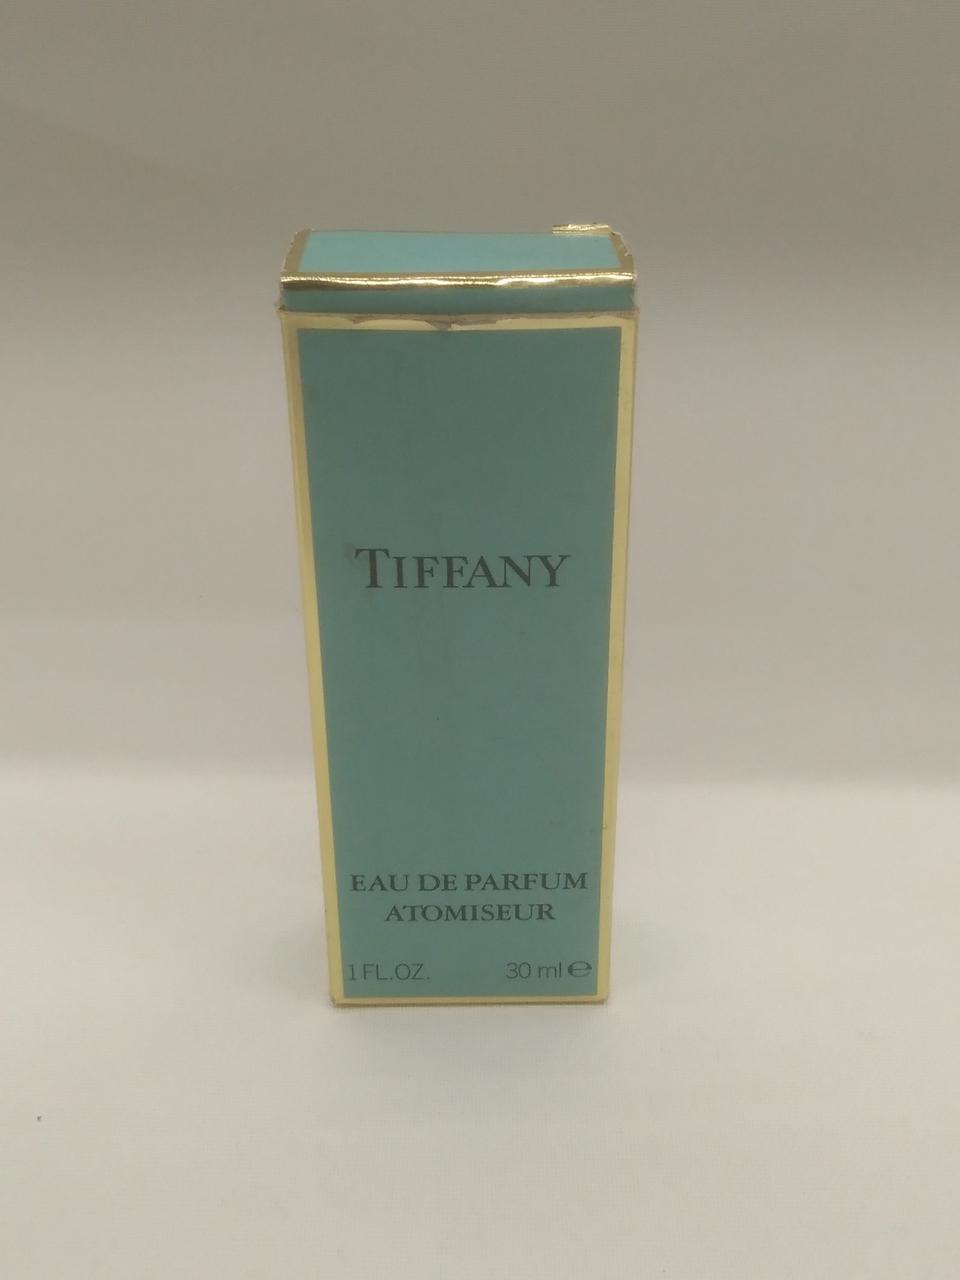 TIFFANY
EAU DE PARFUM
ATOMISEUR
1 FL.OZ. 30 ml ℮